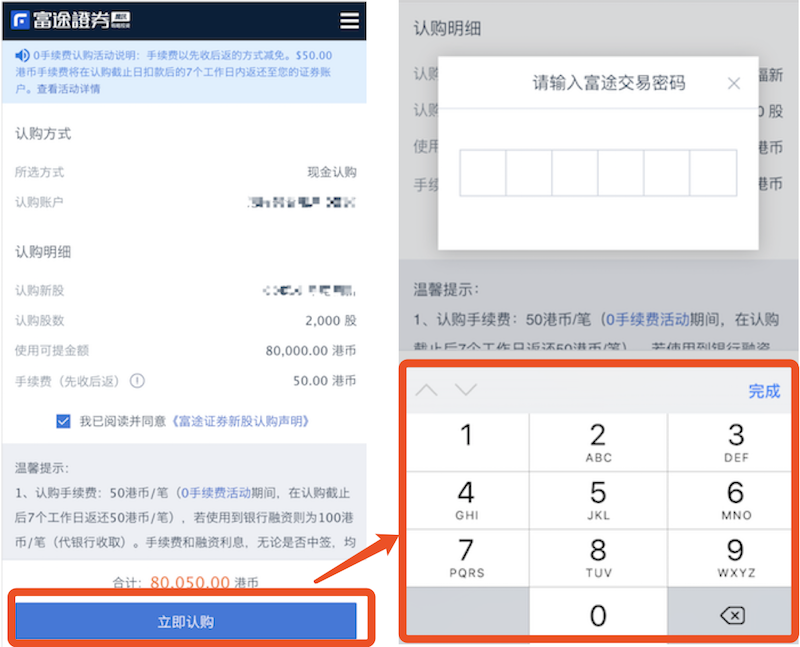 富途證券
0手续费认购活动说明：手续费以先收后返的方式减免。$50.00
港币手续费将在认购截止日扣款后的7个工作日内返还至您的证券账
户。查看活动详情
认购方式
所选方式 现金认购
认购账户
认购明细
认购新股
认购股数 2,000 股
使用可提金额 80,000.00 港币
手续费（先收后返） 50.00 港币
我已阅读并同意《富途证券新股认购声明》
温馨提示：
1、认购手续费：50港币/笔（0手续费活动期间，在认购截止
后7个工作日返还50港币/笔），若使用到银行融资则为100港
币/笔（代银行收取）。手续费和融资利息，无论是否中签，均
合计：80,050.00 港币
立即认购
认购明细
请输入富途交易密码
认购
福新
认购
0 股
使用
港币
手续
港币
温馨提示：
1、认购手续费：50港币/笔（0手续费活动期间，在认购
截止后7个工作日返还50港币/笔），若使用到银行融资
完成
1
2
ABC
3
DEF
4
GHI
5
JKL
6
MNO
7
PQRS
8
TUV
9
WXYZ
0